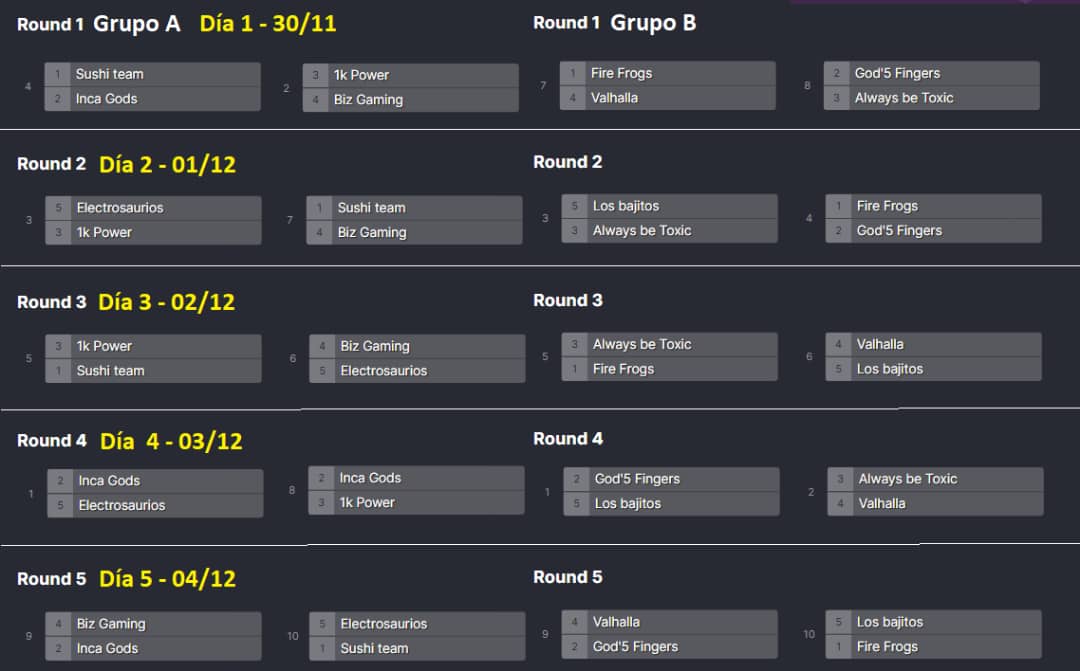 Round 1 Grupo A Día 1 - 30/11 Round 1 Grupo B
4 1 Sushi team 2 3 1k Power 7 1 Fire Frogs 8 2 God'5 Fingers
2 Inca Gods 4 Biz Gaming 4 Valhalla 3 Always be Toxic
Round 2 Día 2 - 01/12 Round 2
3 5 Electrosaurios 7 1 Sushi team 3 5 Los bajitos 4 1 Fire Frogs
3 1k Power 4 Biz Gaming 3 Always be Toxic 2 God'5 Fingers
Round 3 Día 3 - 02/12 Round 3
5 3 1k Power 6 4 Biz Gaming 5 3 Always be Toxic 6 4 Valhalla
1 Sushi team 5 Electrosaurios 1 Fire Frogs 5 Los bajitos
Round 4 Día 4 - 03/12 Round 4
1 2 Inca Gods 8 2 Inca Gods 1 2 God'5 Fingers 2 3 Always be Toxic
5 Electrosaurios 3 1k Power 5 Los bajitos 4 Valhalla
Round 5 Día 5 - 04/12 Round 5
9 4 Biz Gaming 10 5 Electrosaurios 9 4 Valhalla 10 5 Los bajitos
2 Inca Gods 1 Sushi team 2 God'5 Fingers 1 Fire Frogs